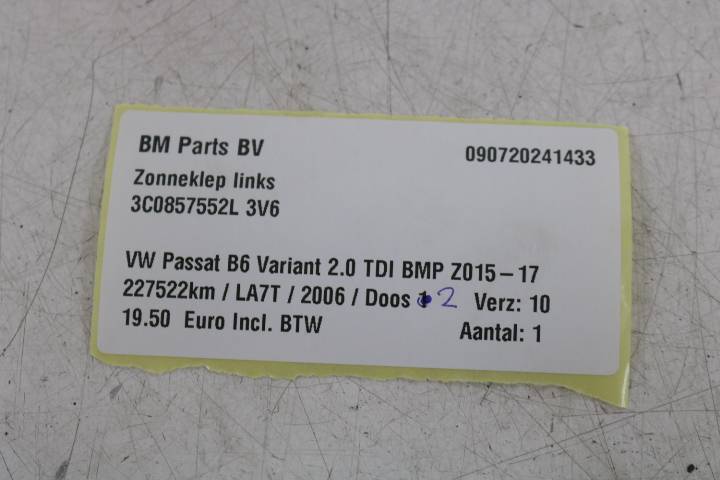 BM Parts BV 090720241433
Zonneklep links
3C0857552L 3V6
VW Passat B6 Variant 2.0 TDI BMP Z015-17
227522km / LA7T / 2006 / Doos 2 Verz: 10
19.50 Euro Incl. BTW Aantal: 1